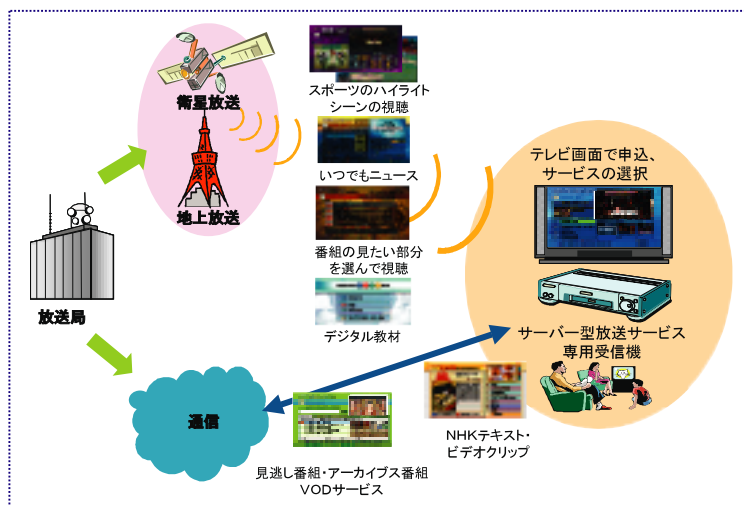 衛星放送
地上放送
放送局
通信
スポーツのハイライト
シーンの視聴
いつでもニュース
番組の見たい部分
を選んで視聴
デジタル教材
テレビ画面で申込、
サービスの選択
サーバー型放送サービス
専用受信機
NHKテキスト・
ビデオクリップ
見逃し番組・アーカイブス番組
VODサービス